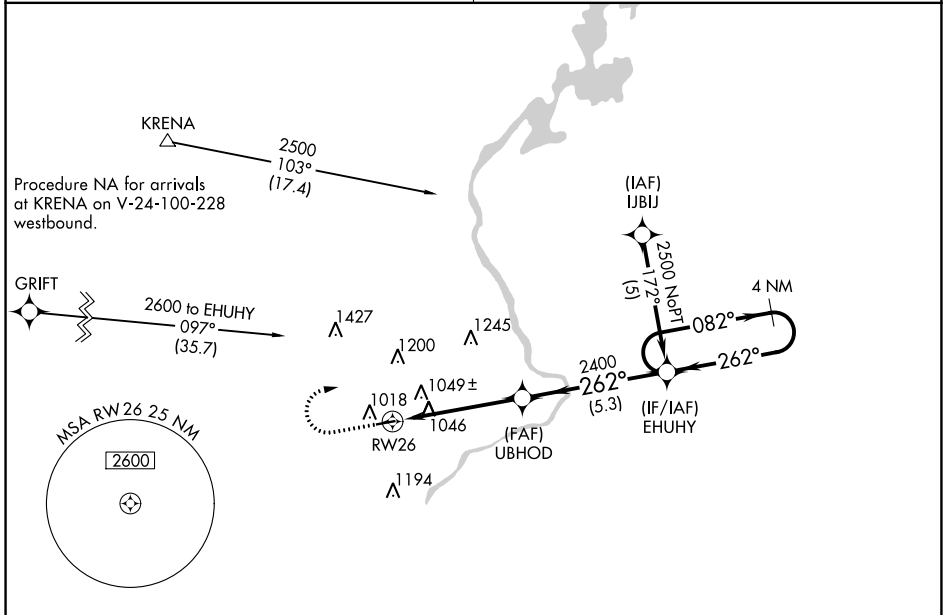 KRENA
2500
103°
(17.4)
Procedure NA for arrivals
at KRENA on V-24-100-228
westbound.
(IAF)
IJBIJ
2500 NoPT
172°
(5)
4 NM
082°
262°
GRIFT
2600 to EHUHY
097°
(35.7)
1427
1245
1200
1049±
1018
1046
RW26
1194
2400
262°
(5.3)
(FAF)
UBHOD
(IF/IAF)
EHUHY
MSA RW 26 25 NM
2600